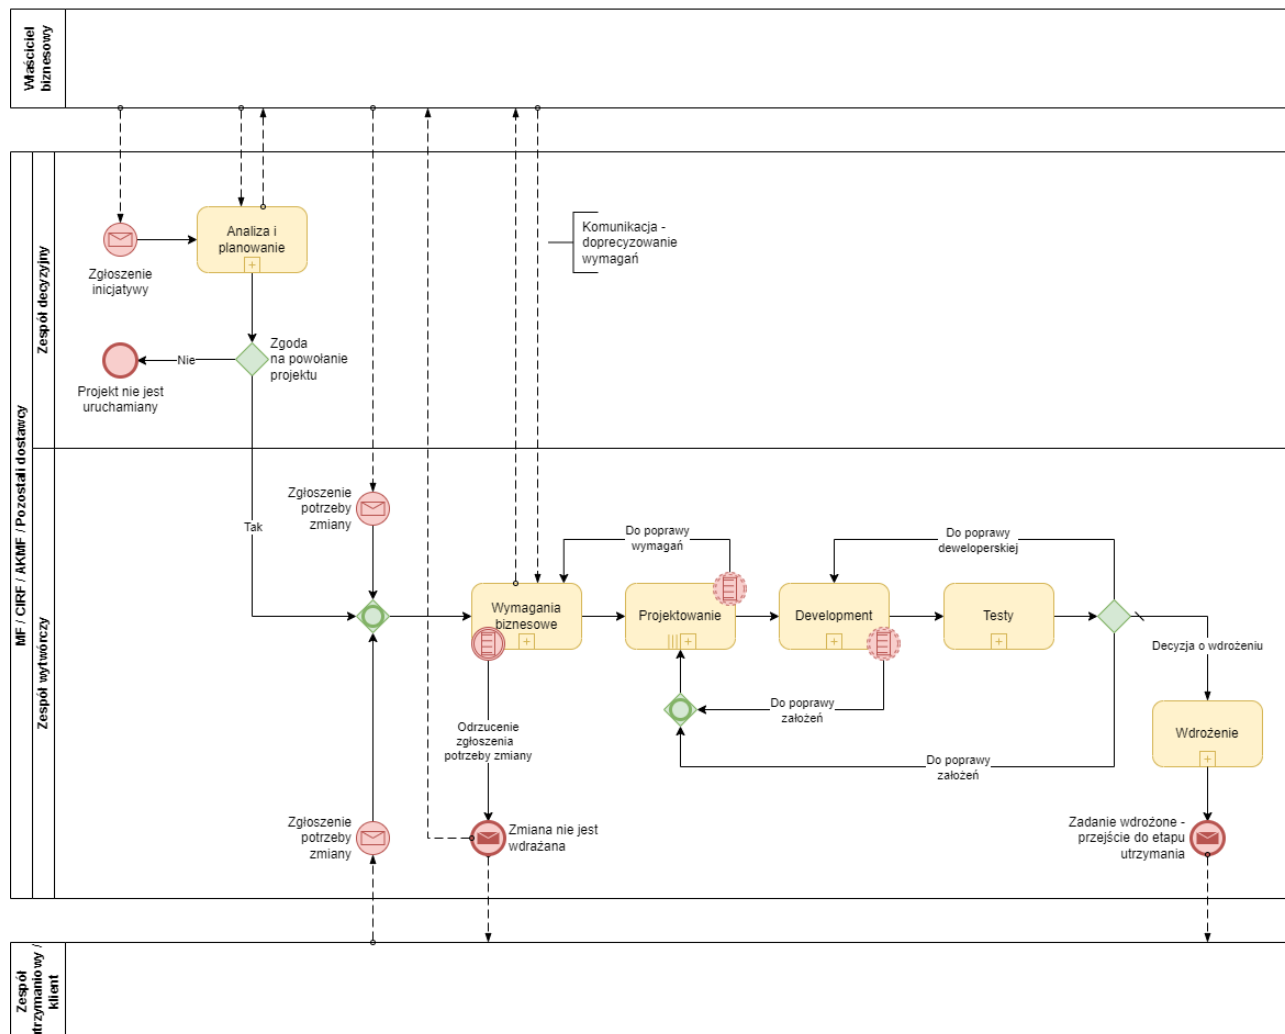 Właściciel
biznesowy
MF / CIRF / AKMF / Pozostali dostawcy
Zespół decyzyjny
Zgłoszenie
inicjatywy
Analiza i
planowanie
Komunikacja -
doprecyzowanie
wymagań
Zgoda
na powołanie
projektu
Nie
Projekt nie jest
uruchamiany
Tak
Zespół wytwórczy
Zgłoszenie
potrzeby
zmiany
Do poprawy
wymagań
Do poprawy
deweloperskiej
Wymagania
biznesowe
Projektowanie
Development
Testy
Decyzja o wdrożeniu
Do poprawy
założeń
Odrzucenie
zgłoszenia
potrzeby zmiany
Do poprawy
założeń
Wdrożenie
Zgłoszenie
potrzeby
zmiany
Zmiana nie jest
wdrażana
Zadanie wdrożone -
przejście do etapu
utrzymania
Zespół
utrzymaniowy /
klient